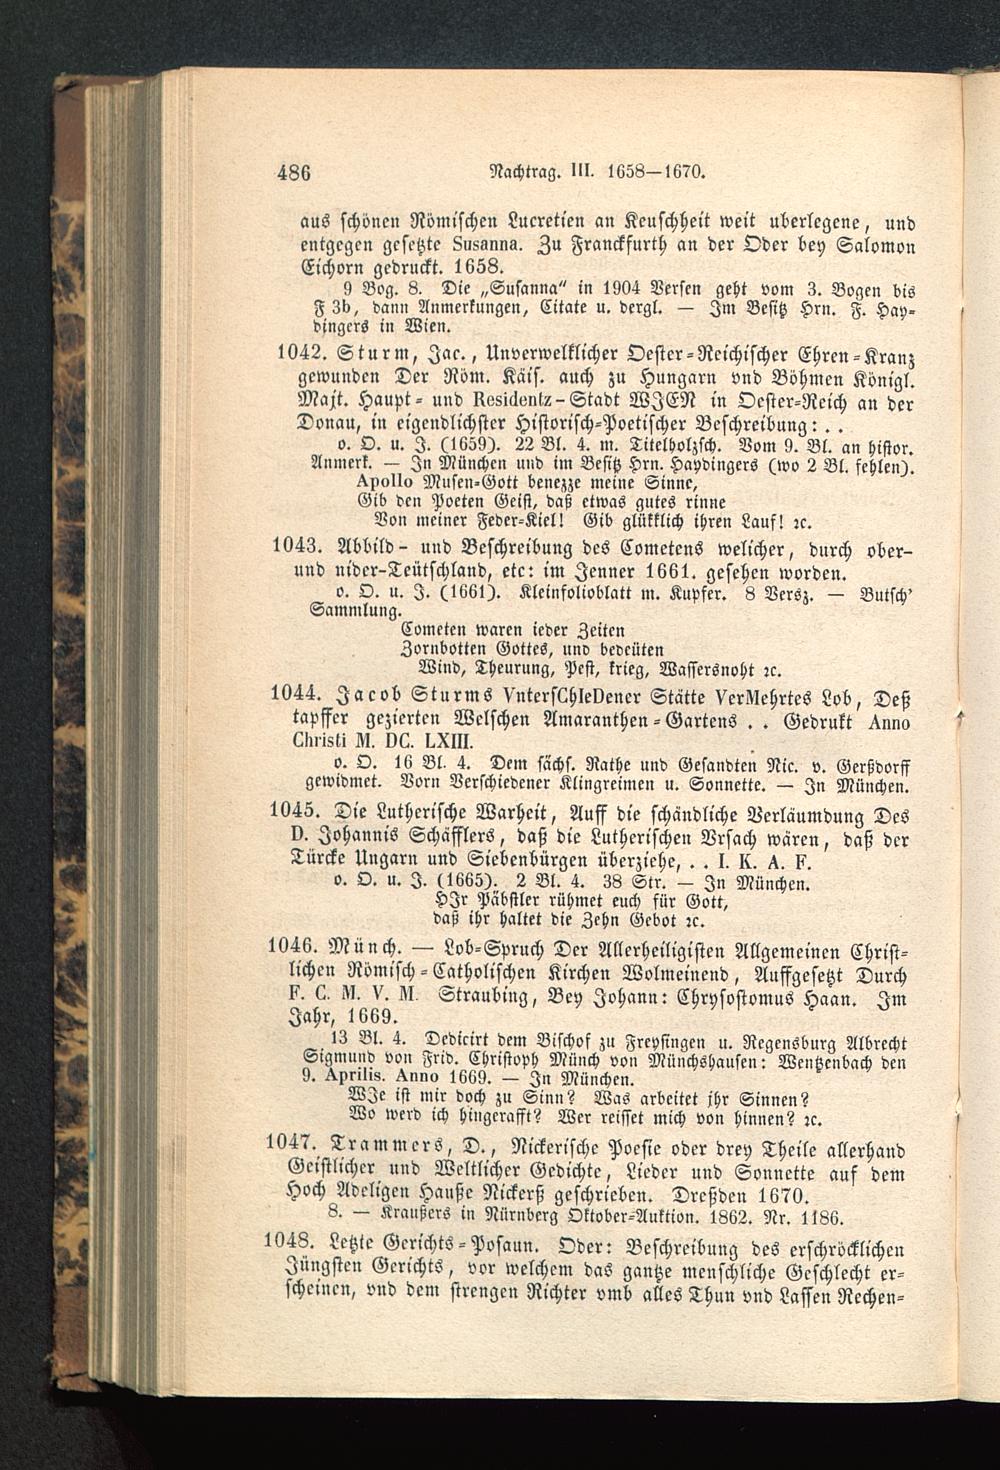 486 Nachtrag. III. 1658—1670.
aus schönen Römischen Lucretien an Keuschheit weit uberlegene, und
entgegen gesetzte Susanna. Zu Franckfurth an der Oder bey Salomon
Eichorn gedruckt. 1658.
9 Bog. 8. Die „Susanna“ in 1904 Versen geht vom 3. Bogen bis
F 3b, dann Anmerkungen, Citate u. dergl. — Im Besitz Hrn. F. Hay-
dingers in Wien.
1042. Sturm, Jac., Unverwelklicher Oester-Reichischer Ehren-Kranz
gewunden Der Röm. Käis. auch zu Hungarn vnd Böhmen Königl.
Majt. Haupt- und Residentz-Stadt WJEN in Oester-Reich an der
Donau, in eigendlichster Historisch-Poetischer Beschreibung: . .
o. O. u. J. (1659). 22 Bl. 4. m. Titelholzsch. Vom 9. Bl. an histor.
Anmerk. — In München und im Besitz Hrn. Haydingers (wo 2 Bl. fehlen).
Apollo Musen-Gott benezze meine Sinne,
Gib den Poeten Geist, daß etwas gutes rinne
Von meiner Feder-Kiel! Gib glükklich ihren Lauf! ꝛc.
1043. Abbild- und Beschreibung des Cometens welicher, durch ober-
und nider-Teütschland, etc: im Jenner 1661. gesehen worden.
o. O. u. J. (1661). Kleinfolioblatt m. Kupfer. 8 Versz. — Butsch’
Sammlung.
Cometen waren ieder Zeiten
Zornbotten Gottes, und bedeüten
Wind, Theurung, Pest, krieg, Wassersnoht ꝛc.
1044. Jacob Sturms VnterſChIeDener Stätte VerMehrtes Lob, Deß
tapffer gezierten Welschen Amaranthen-Gartens . . Gedrukt Anno
Christi M. DC. LXIII.
o. O. 16 Bl. 4. Dem sächs. Rathe und Gesandten Nic. v. Gerßdorff
gewidmet. Vorn Verschiedener Klingreimen u. Sonnette. — In München.
1045. Die Lutherische Warheit, Auff die schändliche Verläumdung Des
D. Johannis Schäfflers, daß die Lutherischen Vrsach wären, daß der
Türcke Ungarn und Siebenbürgen überziehe, . . I. K. A. F.
o. O. u. J. (1665). 2 Bl. 4. 38 Str. — In München.
HJr Päbstler rühmet euch für Gott,
daß ihr haltet die Zehn Gebot ꝛc.
1046. Münch. — Lob-Spruch Der Allerheiligisten Allgemeinen Christ-
lichen Römisch-Catholischen Kirchen Wolmeinend, Auffgesetzt Durch
F. C. M. V. M. Straubing, Bey Johann: Chrysostomus Haan. Im
Jahr, 1669.
13 Bl. 4. Dedicirt dem Bischof zu Freysingen u. Regensburg Albrecht
Sigmund von Frid. Christoph Münch von Münchshausen: Wentzenbach den
9. Aprilis. Anno 1669. — In München.
WJe ist mir doch zu Sinn? Was arbeitet jhr Sinnen?
Wo werd ich hingerafft? Wer reisset mich von hinnen? ꝛc.
1047. Trammers, D., Nickerische Poesie oder drey Theile allerhand
Geistlicher und Weltlicher Gedichte, Lieder und Sonnette auf dem
Hoch Adeligen Hauße Nickerß geschrieben. Dreßden 1670.
8. — Kraußers in Nürnberg Oktober-Auktion. 1862. Nr. 1186.
1048. Letzte Gerichts-Posaun. Oder: Beschreibung des erschröcklichen
Jüngsten Gerichts, vor welchem das gantze menschliche Geschlecht er-
scheinen, vnd dem strengen Richter vmb alles Thun vnd Lassen Rechen-